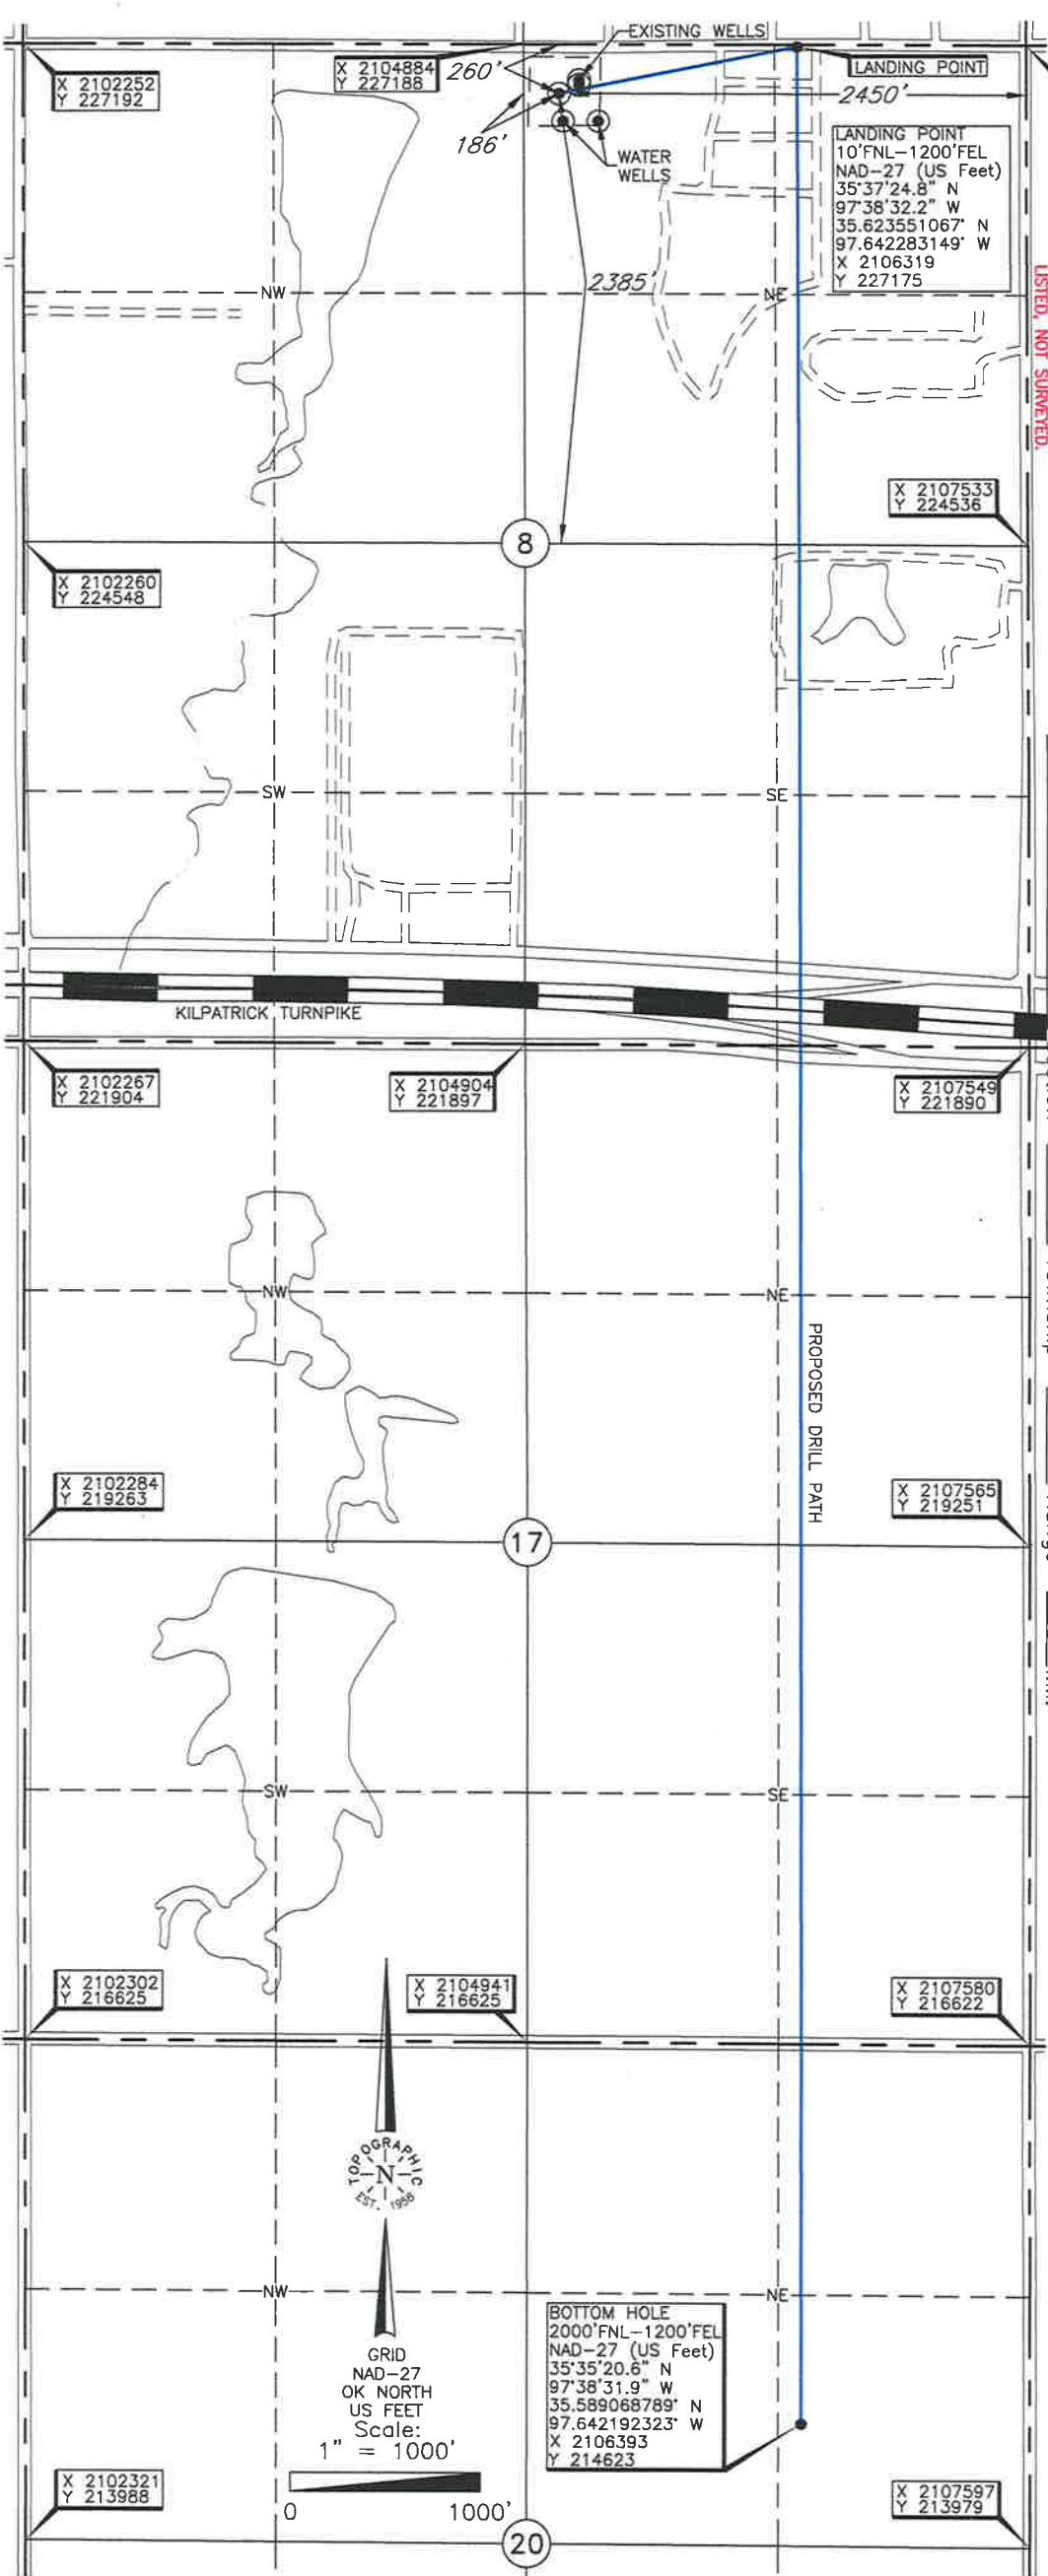 EXISTING WELLS
X 2102252
Y 227192
X 2104884
Y 227188
260'
LANDING POINT
2450'
186'
WATER
WELLS
LANDING POINT
10'FNL-1200'FEL
NAD-27 (US Feet)
35°37'24.8" N
97°38'32.2" W
35.623551067° N
97.642283149° W
X 2106319
Y 227175
LISTED, NOT SURVEYED.
NW
2385'
NE
X 2107533
Y 224536
8
X 2102260
Y 224548
SW
SE
KILPATRICK TURNPIKE
X 2102267
Y 221904
X 2104904
Y 221897
X 2107549
Y 221890
NW
NE
PROPOSED DRILL PATH
X 2102284
Y 219263
X 2107565
Y 219251
17
SW
SE
X 2102302
Y 216625
X 2104941
Y 216625
X 2107580
Y 216622
TOPOGRAPHIC
N
EST. 1958
NW
NE
BOTTOM HOLE
2000'FNL-1200'FEL
NAD-27 (US Feet)
35°35'20.6" N
97°38'31.9" W
35.589068789° N
97.642192323° W
X 2106393
Y 214623
GRID
NAD-27
OK NORTH
US FEET
Scale:
1" = 1000'
0 1000'
X 2102321
Y 213988
X 2107597
Y 213979
20